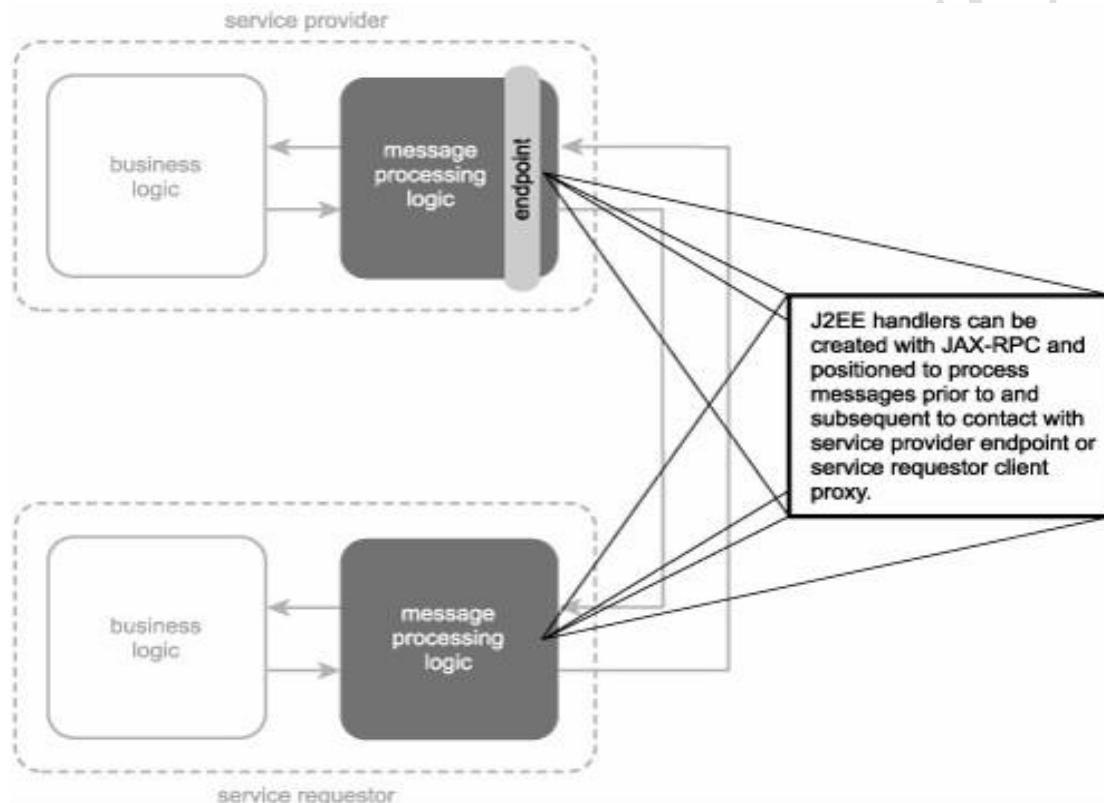 service provider
business
logic
message
processing
logic
endpoint
J2EE handlers can be
created with JAX-RPC and
positioned to process
messages prior to and
subsequent to contact with
service provider endpoint or
service requestor client
proxy.
business
logic
message
processing
logic
service requestor